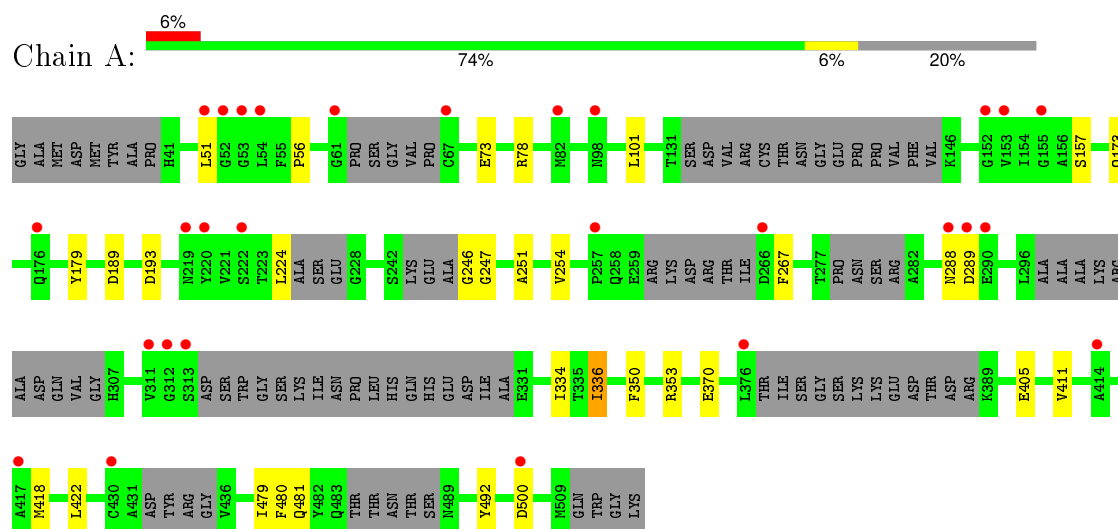 6%
Chain A:
74% 6% 20%
GLY ALA MET ASP MET TYR ALA PRO H41 L51 G52 G53 L54 F55 P56 G61 PRO SER GLY VAL PRO C67 E73 R78 M82 N98 L101 T131 SER ASP VAL ARG CYS THR ASN GLY GLU PRO PRO VAL PHE VAL K146 G152 V153 I154 G155 A156 S157 Q173
Q176 Y179 D189 D193 N219 Y220 V221 S222 T223 L224 ALA SER GLU G228 S242 LYS GLU ALA G246 G247 A251 V254 P257 Q258 E259 ARG LYS ASP ARG THR ILE D266 F267 T277 PRO ASN SER ARG A282 N288 D289 E290 L296 ALA ALA ALA LYS ARG
ALA ASP GLN VAL GLY H307 V311 G312 S313 ASP SER TRP GLY SER LYS ILE ASN PRO LEU HIS GLN HIS GLU ASP ILE ALA E331 I334 T335 I336 F350 R353 E370 L376 THR ILE SER GLY SER LYS LYS GLU ASP THR ASP ARG K389 E405 V411 A414
A417 M418 L422 C430 A431 ASP TYR ARG GLY V436 I479 F480 Q481 Y482 Q483 THR THR ASN THR SER N489 Y492 D500 M509 GLN TRP GLY LYS